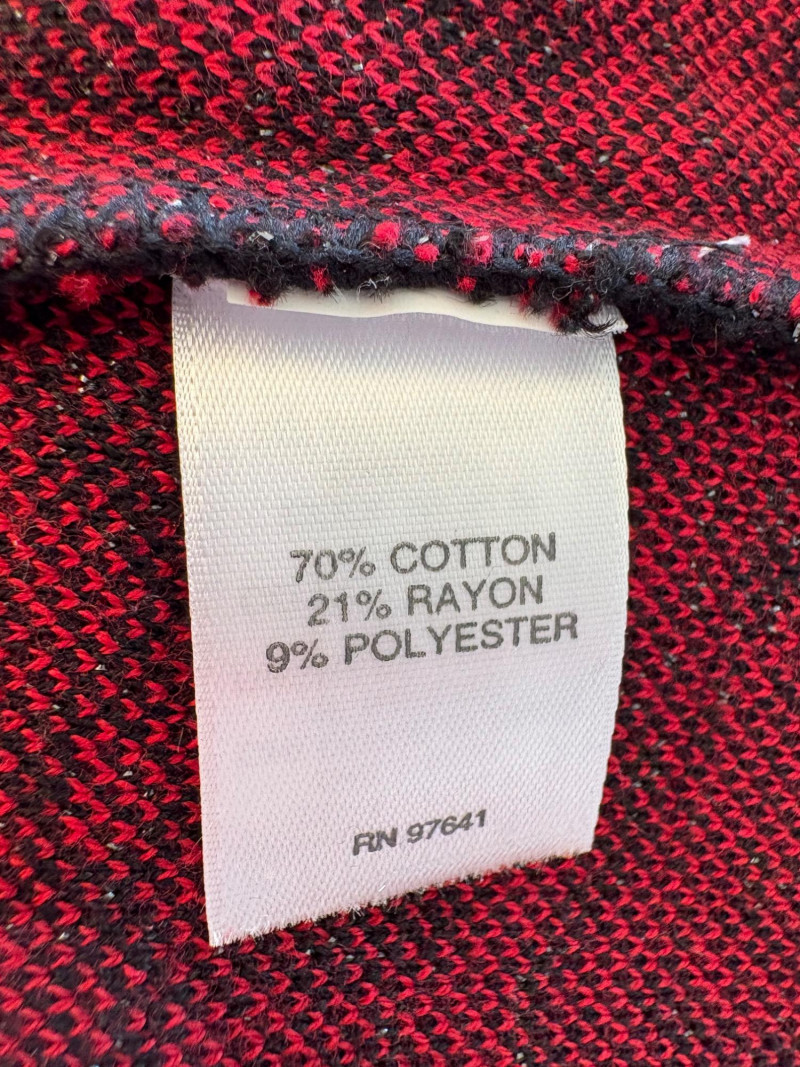 70% COTTON
21% RAYON
9% POLYESTER
RN 97641